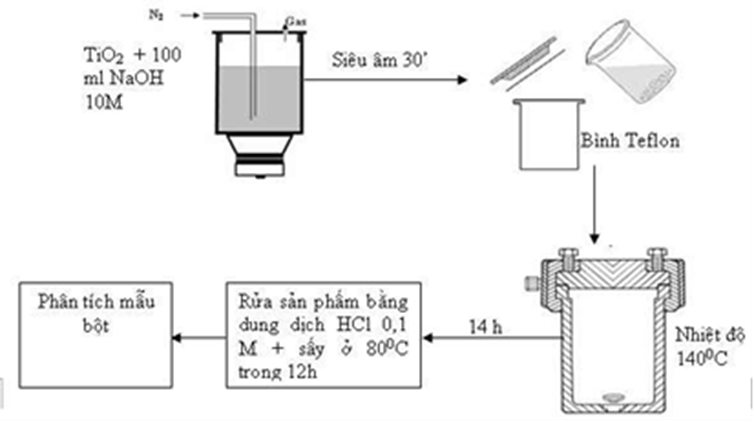 N₂
Gas
TiO₂ + 100
ml NaOH
10M
Siêu âm 30’
Bình Teflon
Nhiệt độ
140⁰C
14 h
Rửa sản phẩm bằng
dung dịch HCl 0,1
M + sấy ở 80⁰C
trong 12h
Phân tích mẫu
bột